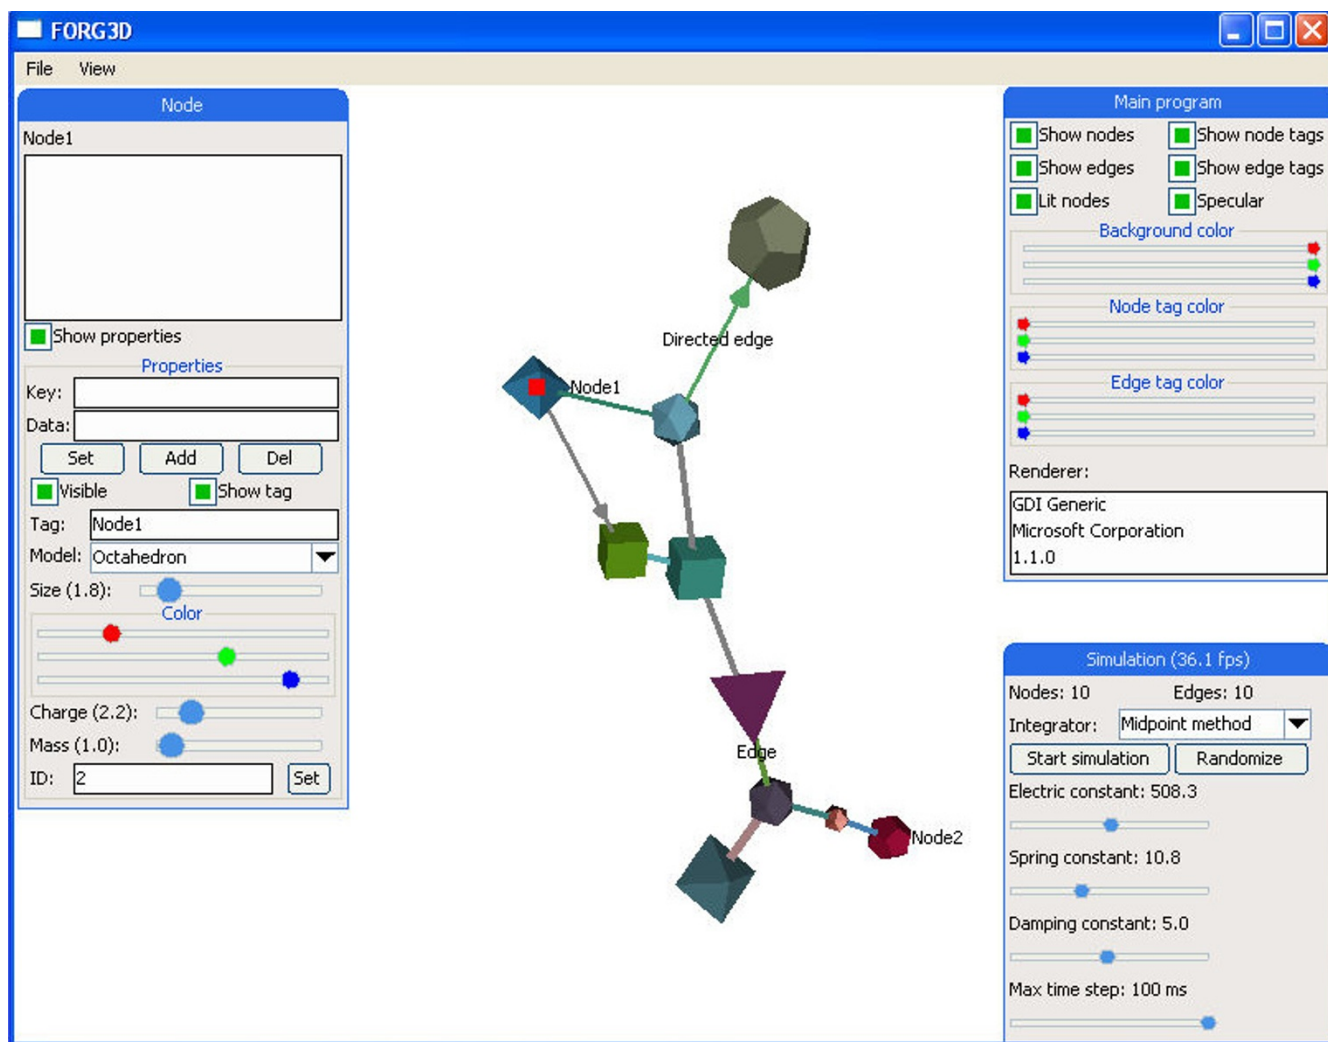 FORG3D
File View
Node
Node1
Show properties
Properties
Key:
Data:
Set Add Del
Visible Show tag
Tag: Node1
Model: Octahedron
Size (1.8):
Color
Charge (2.2):
Mass (1.0):
ID: 2 Set
Directed edge
Node1
Edge
Node2
Main program
Show nodes Show node tags
Show edges Show edge tags
Lit nodes Specular
Background color
Node tag color
Edge tag color
Renderer:
GDI Generic
Microsoft Corporation
1.1.0
Simulation (36.1 fps)
Nodes: 10 Edges: 10
Integrator: Midpoint method
Start simulation Randomize
Electric constant: 508.3
Spring constant: 10.8
Damping constant: 5.0
Max time step: 100 ms